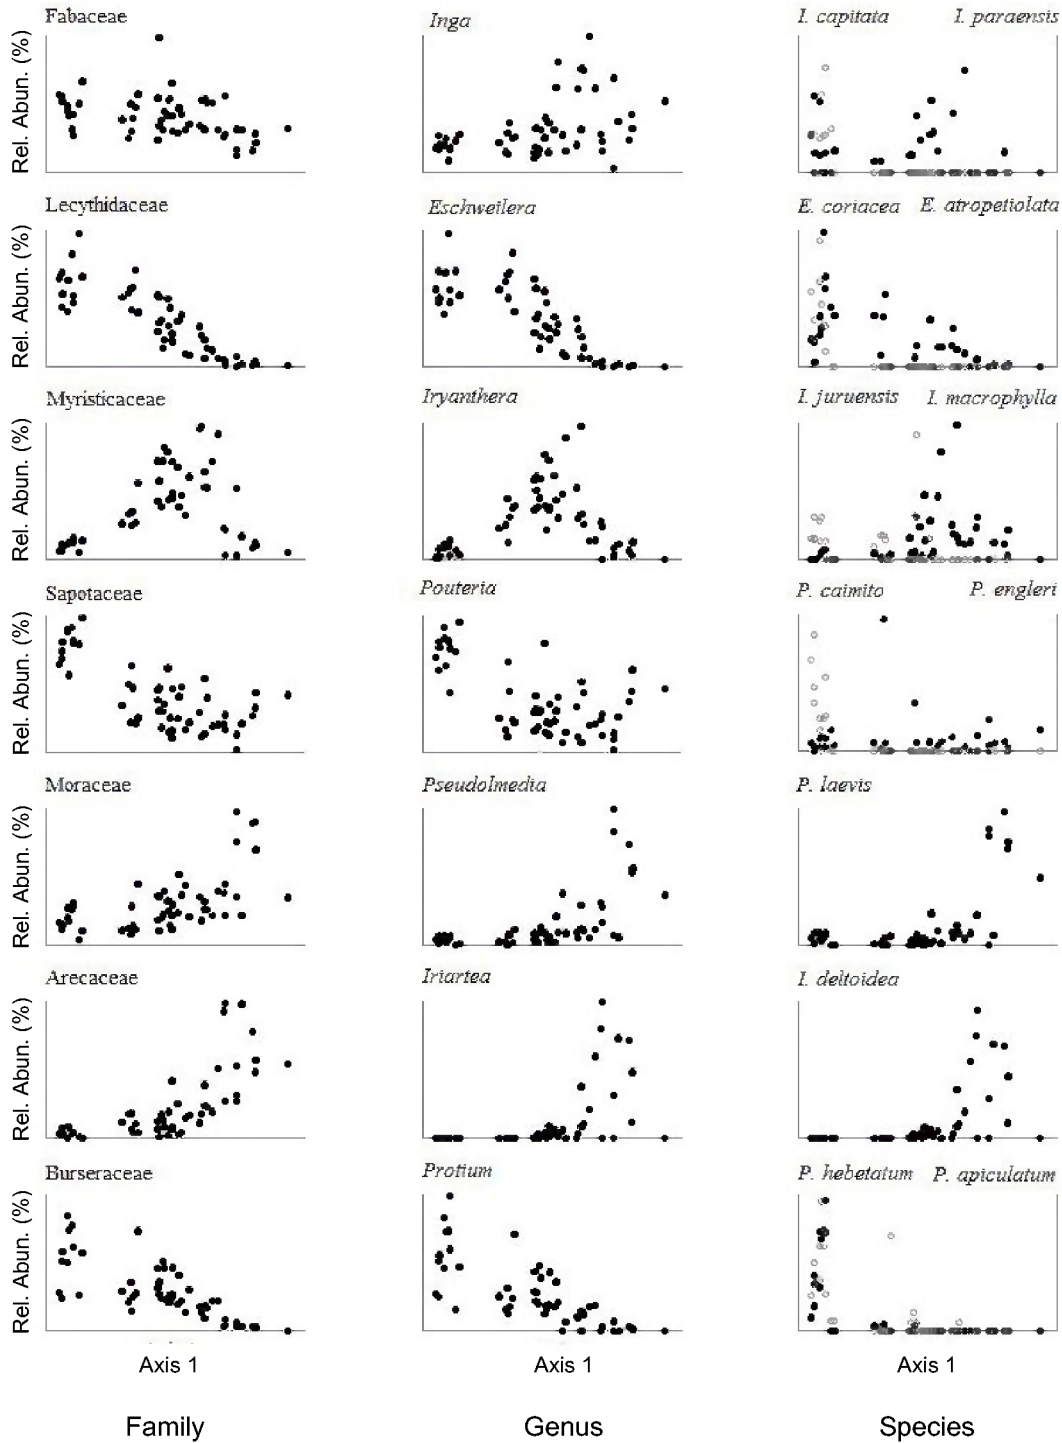 Fabaceae Inga I. capitata I. paraensis
Rel. Abun. (%)
Lecythidaceae Eschweilera E. coriacea E. atropetiolata
Rel. Abun. (%)
Myristicaceae Iryanthera I. juruensis I. macrophylla
Rel. Abun. (%)
Sapotaceae Pouteria P. caimito P. engleri
Rel. Abun. (%)
Moraceae Pseudolmedia P. laevis
Rel. Abun. (%)
Arecaceae Iriartea I. deltoidea
Rel. Abun. (%)
Burseraceae Protium P. hebetatum P. apiculatum
Rel. Abun. (%)
Axis 1 Axis 1 Axis 1
Family Genus Species